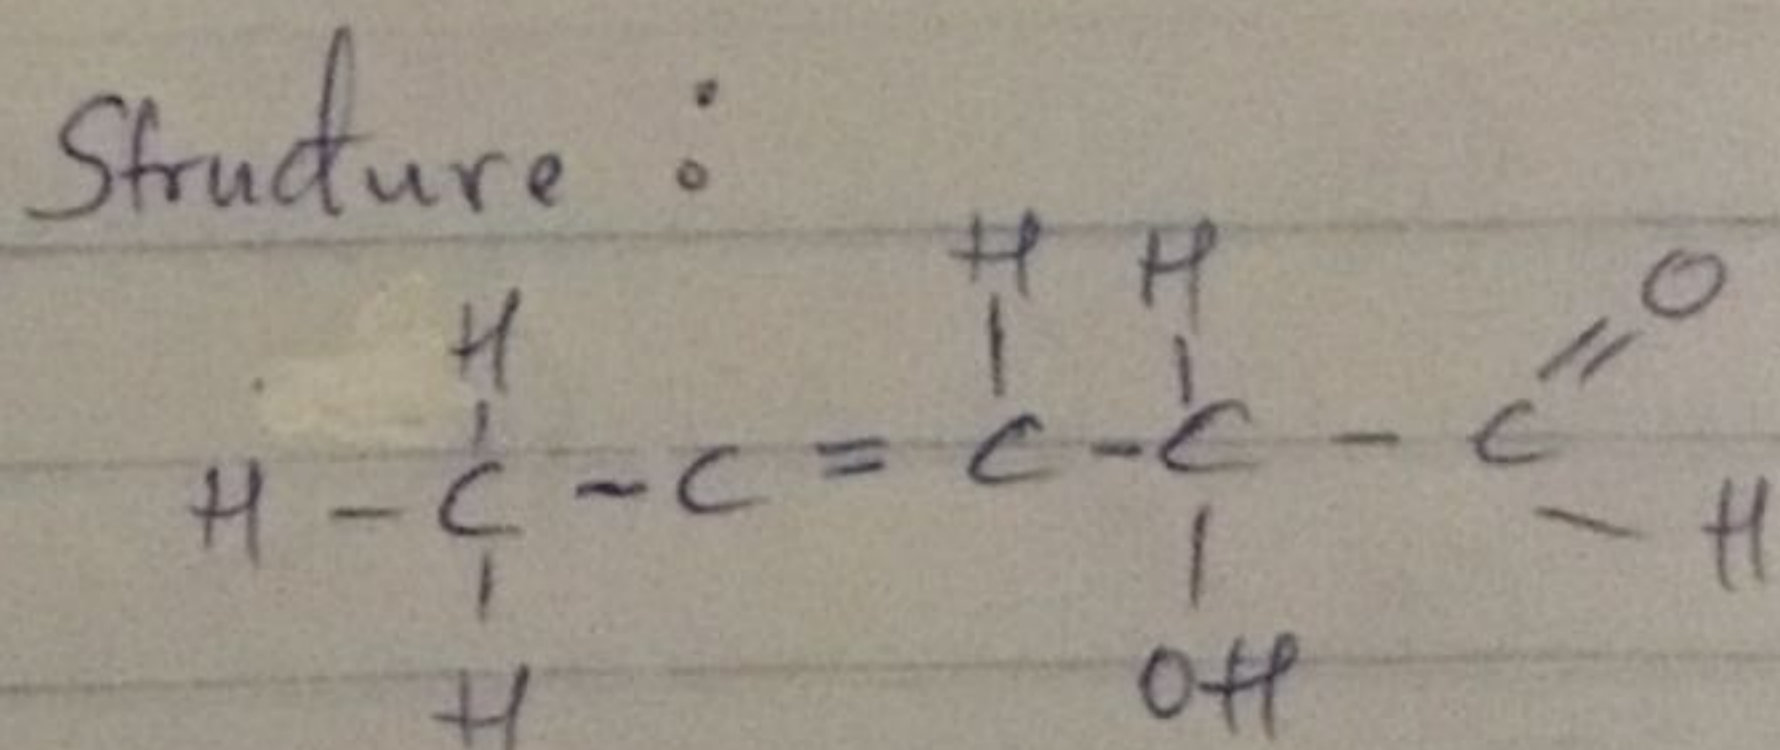 Structure :
H H O
H
H - C - C = C - C - C
H
OH
H